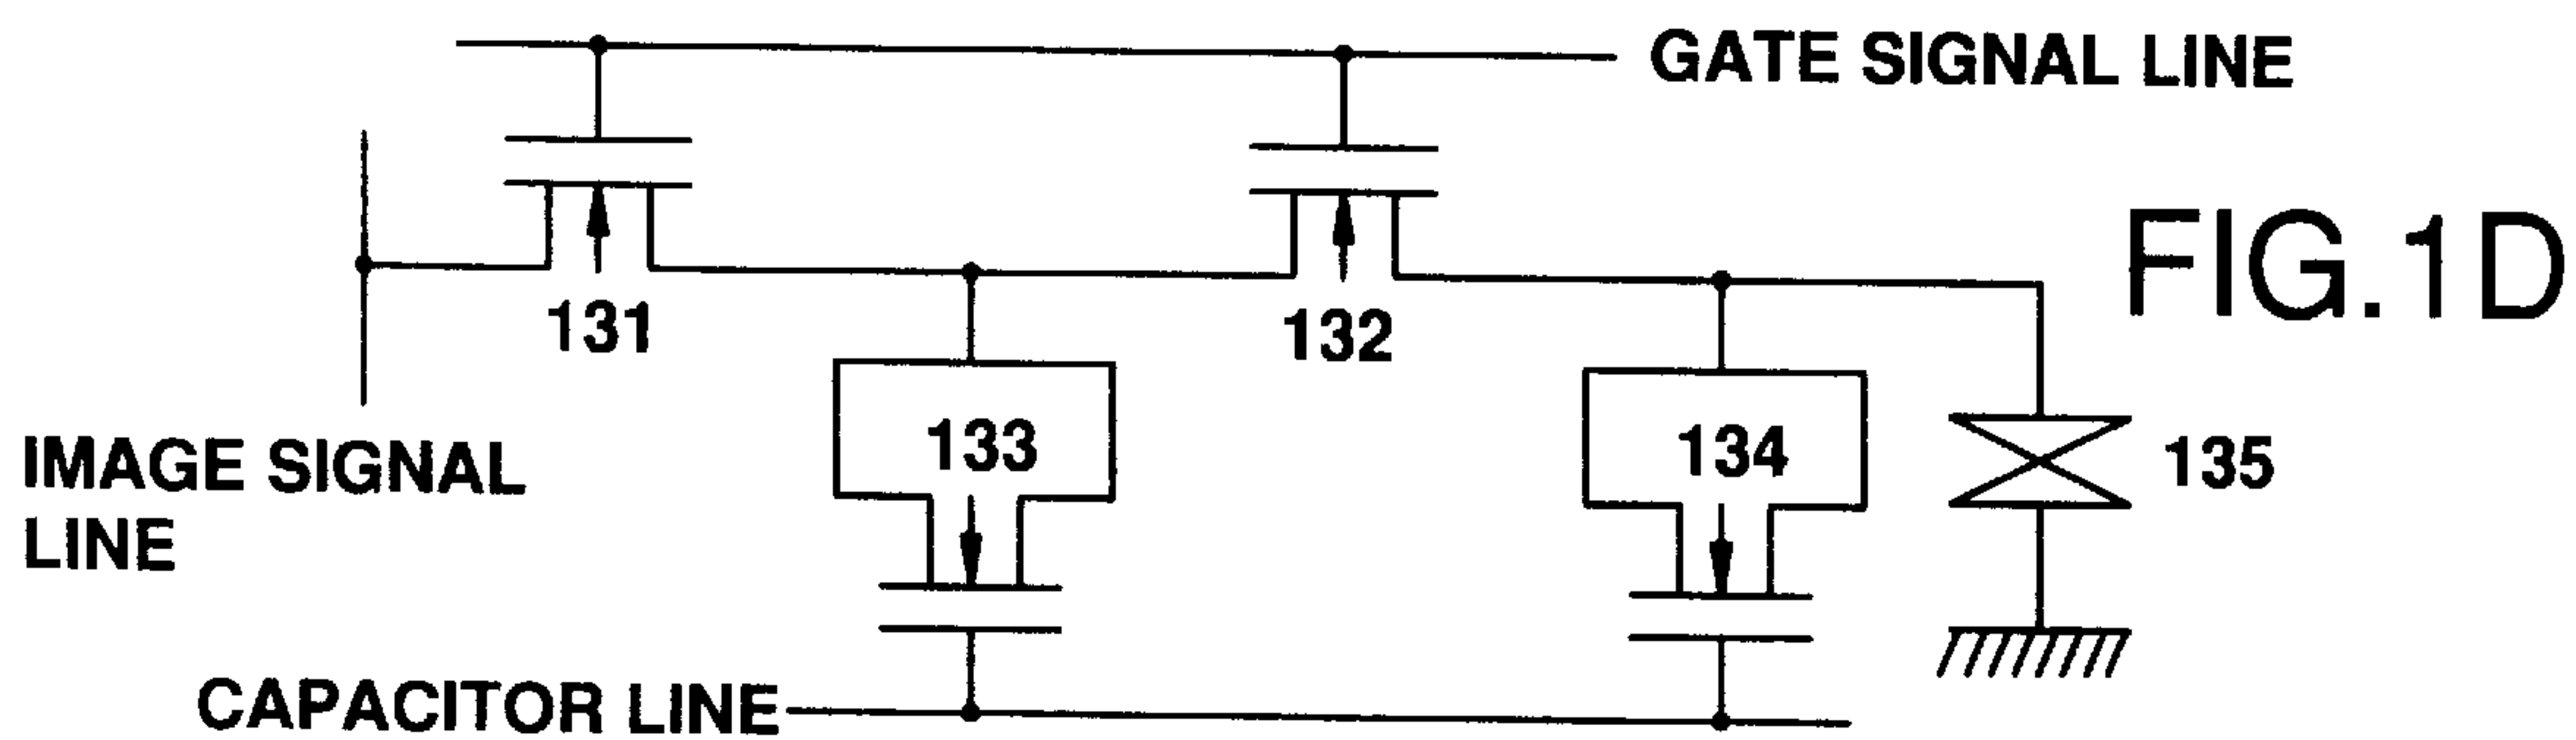 GATE SIGNAL LINE
FIG.1D
131
132
IMAGE SIGNAL
LINE
133
134
135
CAPACITOR LINE